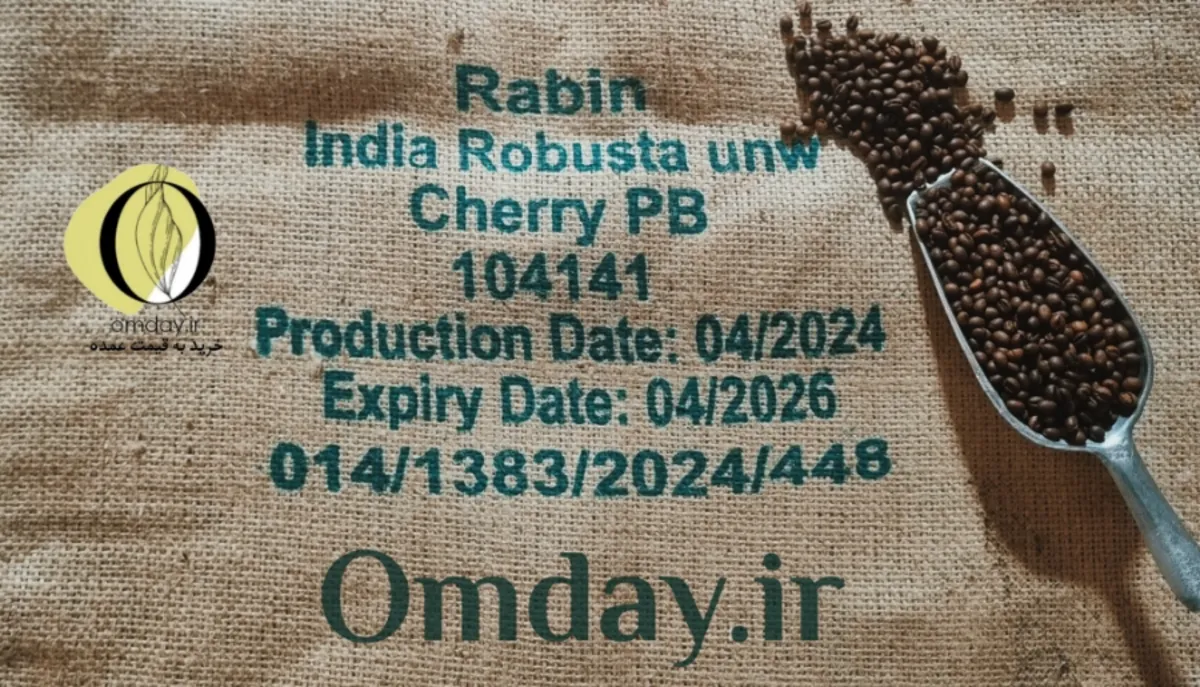 Rabin
India Robusta unw
Cherry PB
104141
Production Date: 04/2024
Expiry Date: 04/2026
014/1383/2024/448
omday.ir
خرید به قیمت عمده
Omday.ir